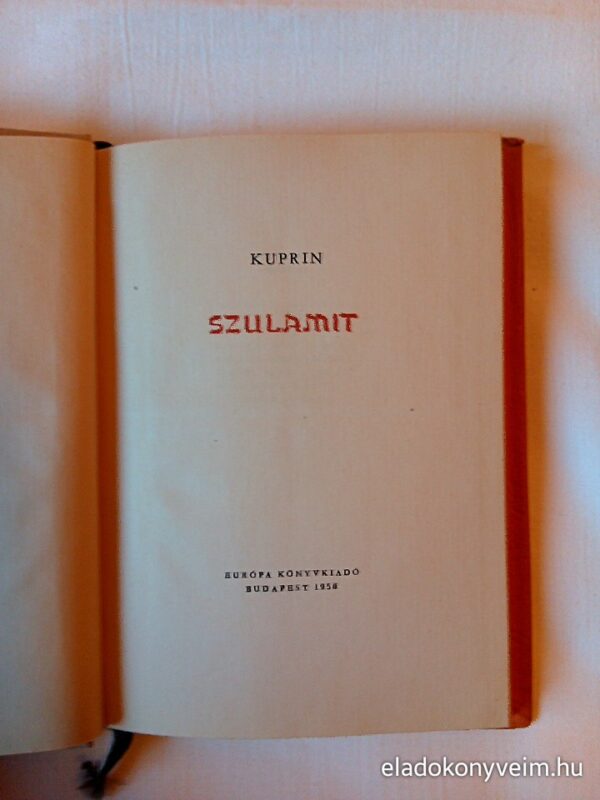 KUPRIN
SZULAMIT
EURÓPA KÖNYVKIADÓ
BUDAPEST 1958
eladokonyveim.hu